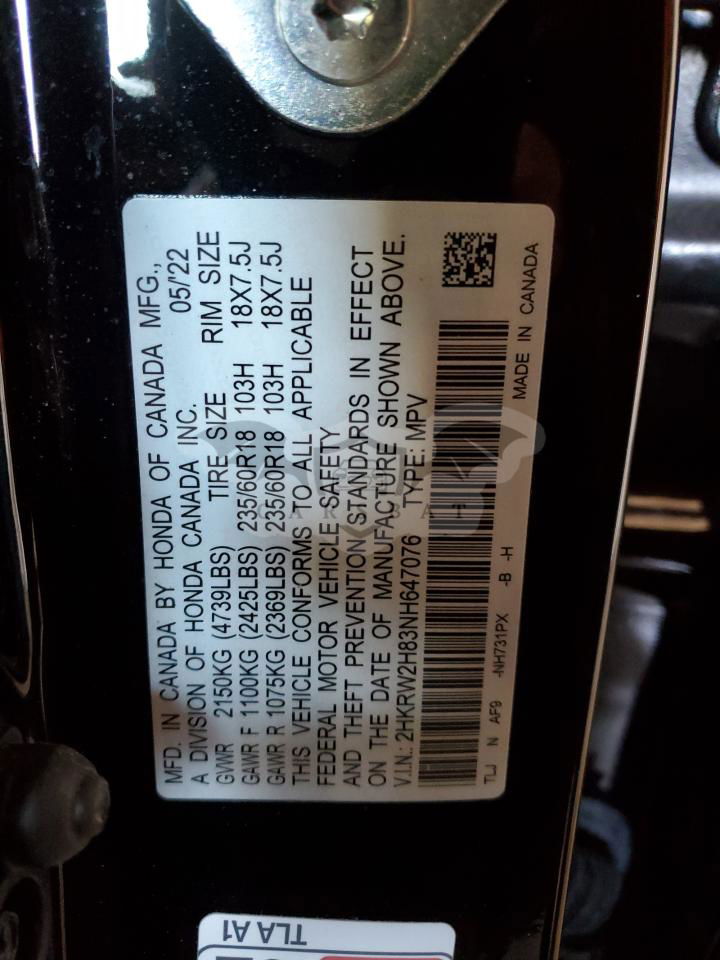 MFD. IN CANADA BY HONDA OF CANADA MFG.,
A DIVISION OF HONDA CANADA INC. 05/'22
GVWR 2150KG (4739LBS) TIRE SIZE RIM SIZE
GAWR F 1100KG (2425LBS) 235/60R18 103H 18X7.5J
GAWR R 1075KG (2369LBS) 235/60R18 103H 18X7.5J
THIS VEHICLE CONFORMS TO ALL APPLICABLE
FEDERAL MOTOR VEHICLE SAFETY
AND THEFT PREVENTION STANDARDS IN EFFECT
ON THE DATE OF MANUFACTURE SHOWN ABOVE.
V.I.N.: 2HKRW2H83NH647076 TYPE: MPV
TLJ N AF9 -NH731PX -B -H MADE IN CANADA
TLA A1